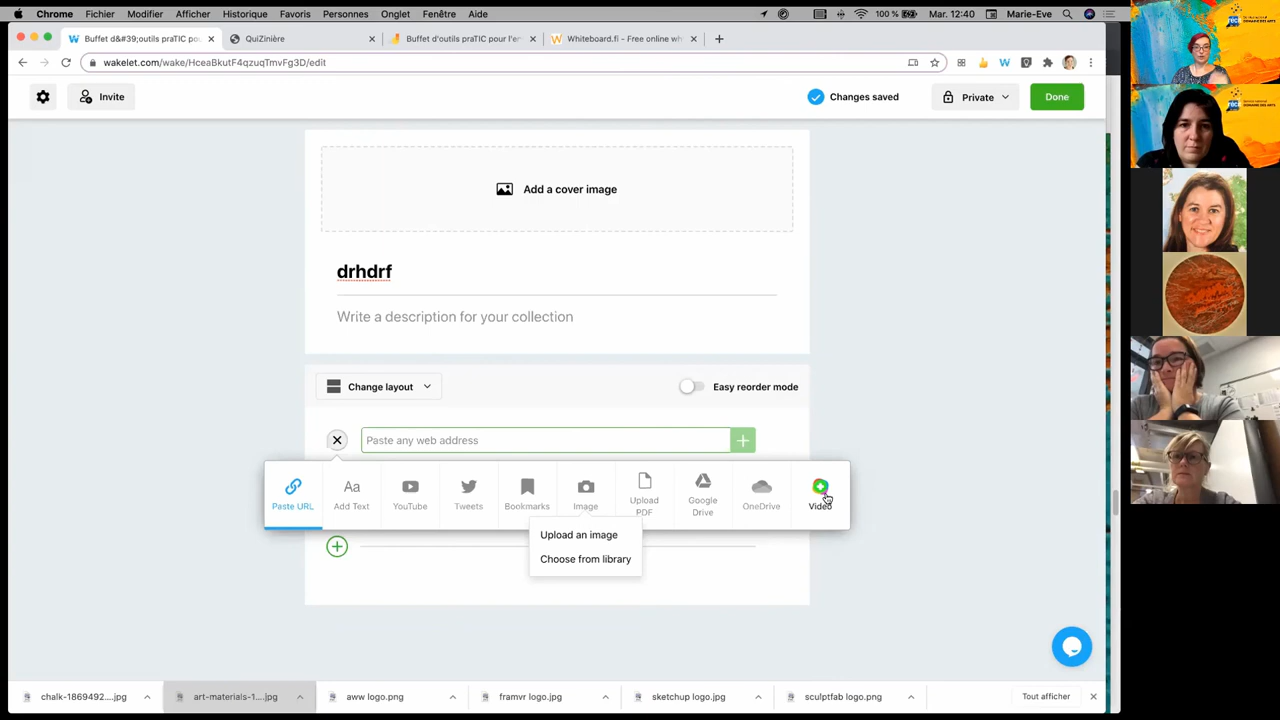 Chrome Fichier Modifier Afficher Historique Favoris Personnes Onglet Fenêtre Aide 100 % Mar. 12:40 Marie-Eve
Buffet d&#39;outils praTIC po QuiZinière Buffet d'outils praTIC pour l'e Whiteboard.fi - Free online wh
wakelet.com/wake/HceaBkutF4qzuqTmvFg3D/edit
Invite Changes saved Private Done
Add a cover image
drhdrf
Write a description for your collection
Change layout Easy reorder mode
Paste any web address
Paste URL Add Text YouTube Tweets Bookmarks Image Upload PDF Google Drive OneDrive Video
Upload an image
Choose from library
chalk-1869492....jpg art-materials-1....jpg aww logo.png framvr logo.jpg sketchup logo.jpg sculptfab logo.png Tout afficher